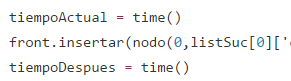 tiempoActual = time()
front.insertar(nodo(0,listSuc[0]['
tiempoDespues = time()